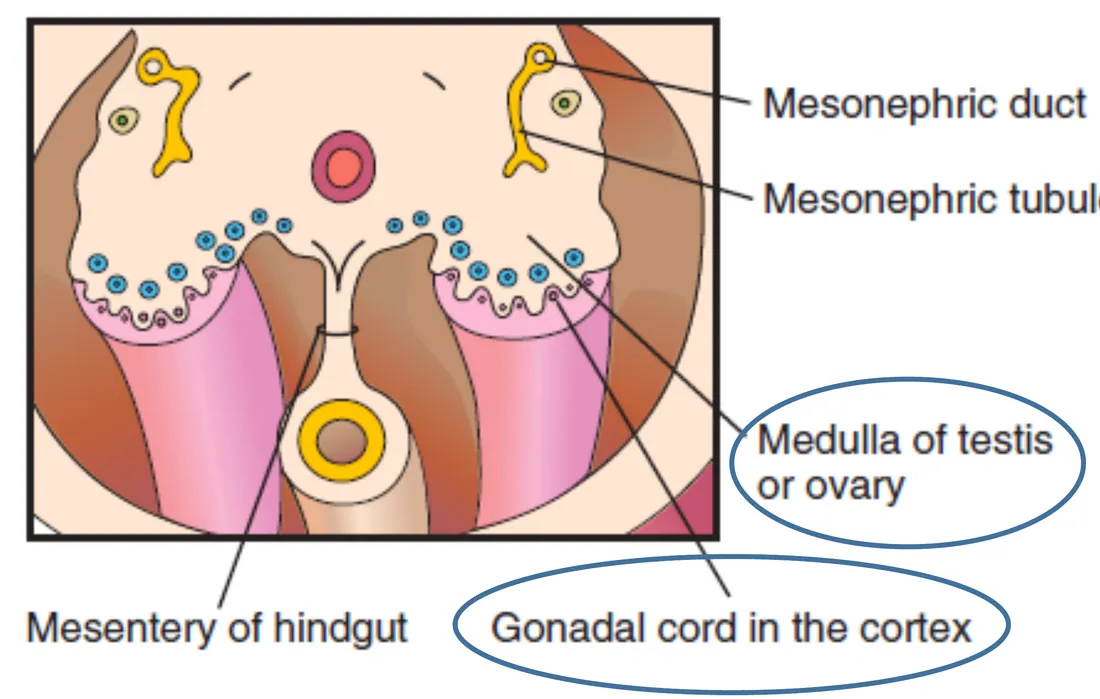 Mesonephric duct
Mesonephric tubul
Medulla of testis
or ovary
Mesentery of hindgut
Gonadal cord in the cortex